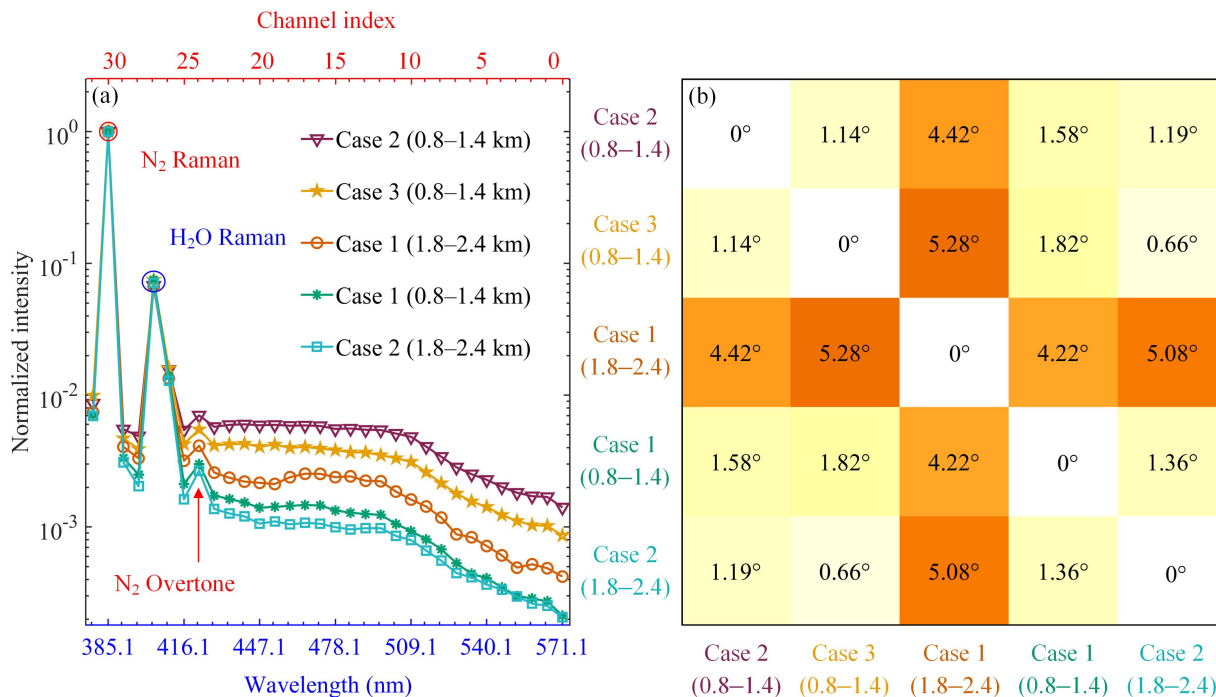 Channel index
30 25 20 15 10 5 0
(a)
10⁰
10⁻¹
10⁻²
10⁻³
Normalized intensity
N₂ Raman
H₂O Raman
N₂ Overtone
Case 2 (0.8–1.4 km)
Case 3 (0.8–1.4 km)
Case 1 (1.8–2.4 km)
Case 1 (0.8–1.4 km)
Case 2 (1.8–2.4 km)
385.1 416.1 447.1 478.1 509.1 540.1 571.1
Wavelength (nm)
(b)
Case 2
(0.8–1.4)
0° 1.14° 4.42° 1.58° 1.19°
Case 3
(0.8–1.4)
1.14° 0° 5.28° 1.82° 0.66°
Case 1
(1.8–2.4)
4.42° 5.28° 0° 4.22° 5.08°
Case 1
(0.8–1.4)
1.58° 1.82° 4.22° 0° 1.36°
Case 2
(1.8–2.4)
1.19° 0.66° 5.08° 1.36° 0°
Case 2 Case 3 Case 1 Case 1 Case 2
(0.8–1.4) (0.8–1.4) (1.8–2.4) (0.8–1.4) (1.8–2.4)